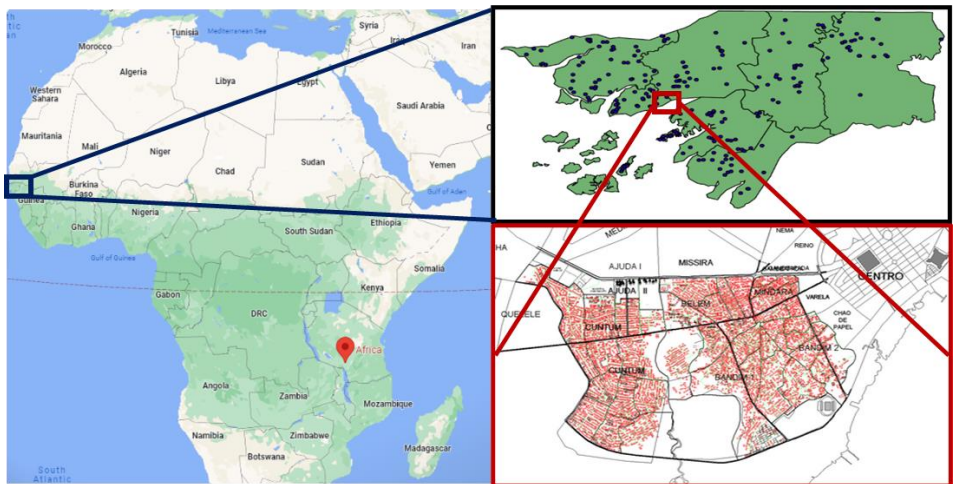 Tunisia
Mediterranean Sea
Syria
Iraq
Iran
Morocco
Algeria
Libya
Egypt
Western
Sahara
Saudi Arabia
Mauritania
Mali
Niger
Chad
Sudan
Yemen
Gulf of Aden
Burkina
Faso
Guinea
Nigeria
Ghana
Ethiopia
South Sudan
Gulf of Guinea
Somalia
Kenya
Gabon
DRC
Africa
Angola
Zambia
Mozambique
Namibia
Zimbabwe
Botswana
Madagascar
South
Atlantic
NEMA
REINO
AJUDA I
MISSIRA
CENTRO
AJUDA II
BELEM
MINDARA
VARELA
CHAO
DE
PAPEL
CUNTUM
BANDIM 2
CUNTUM
BANDIM 1